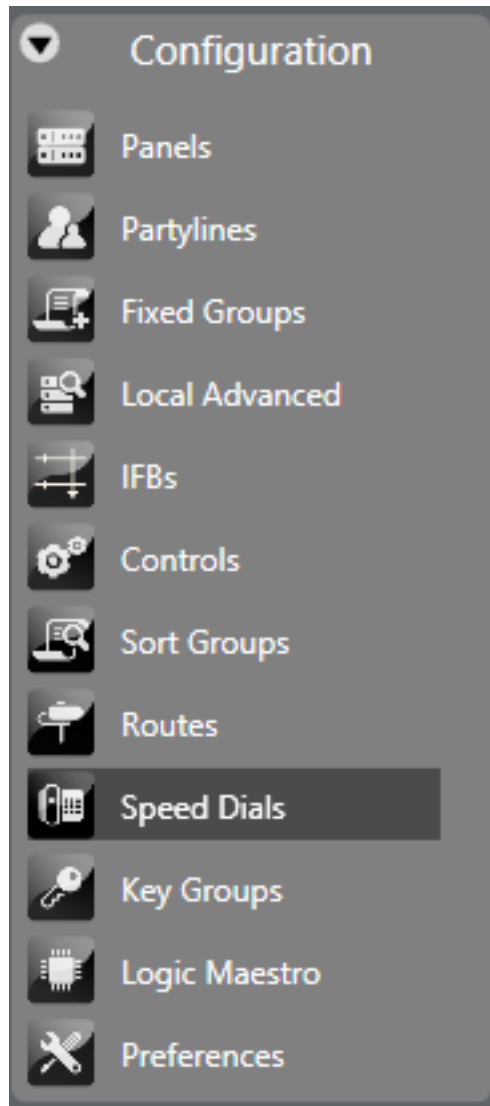 Configuration
Panels
Partylines
Fixed Groups
Local Advanced
IFBs
Controls
Sort Groups
Routes
Speed Dials
Key Groups
Logic Maestro
Preferences